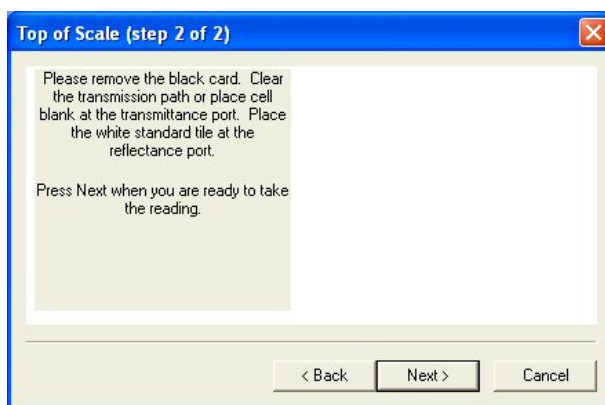 Top of Scale (step 2 of 2)
Please remove the black card. Clear
the transmission path or place cell
blank at the transmittance port. Place
the white standard tile at the
reflectance port.
Press Next when you are ready to take
the reading.
< Back
Next >
Cancel